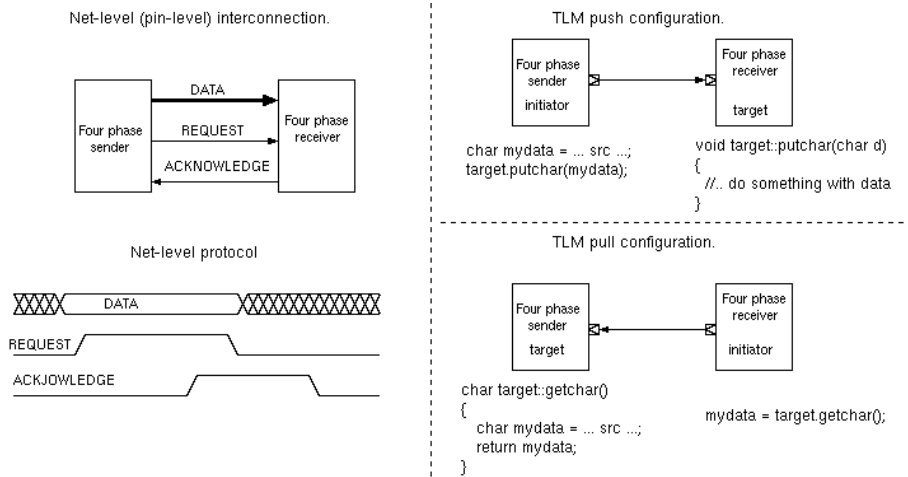 Net-level (pin-level) interconnection.
Four phase
sender
DATA
REQUEST
ACKNOWLEDGE
Four phase
receiver
Net-level protocol
DATA
REQUEST
ACKJOWLEDGE
TLM push configuration.
Four phase
sender
initiator
Four phase
receiver
target
char mydata = ... src ...;
target.putchar(mydata);
void target::putchar(char d)
{
//.. do something with data
}
TLM pull configuration.
Four phase
sender
target
Four phase
receiver
initiator
char target::getchar()
{
char mydata = ... src ...;
return mydata;
}
mydata = target.getchar();